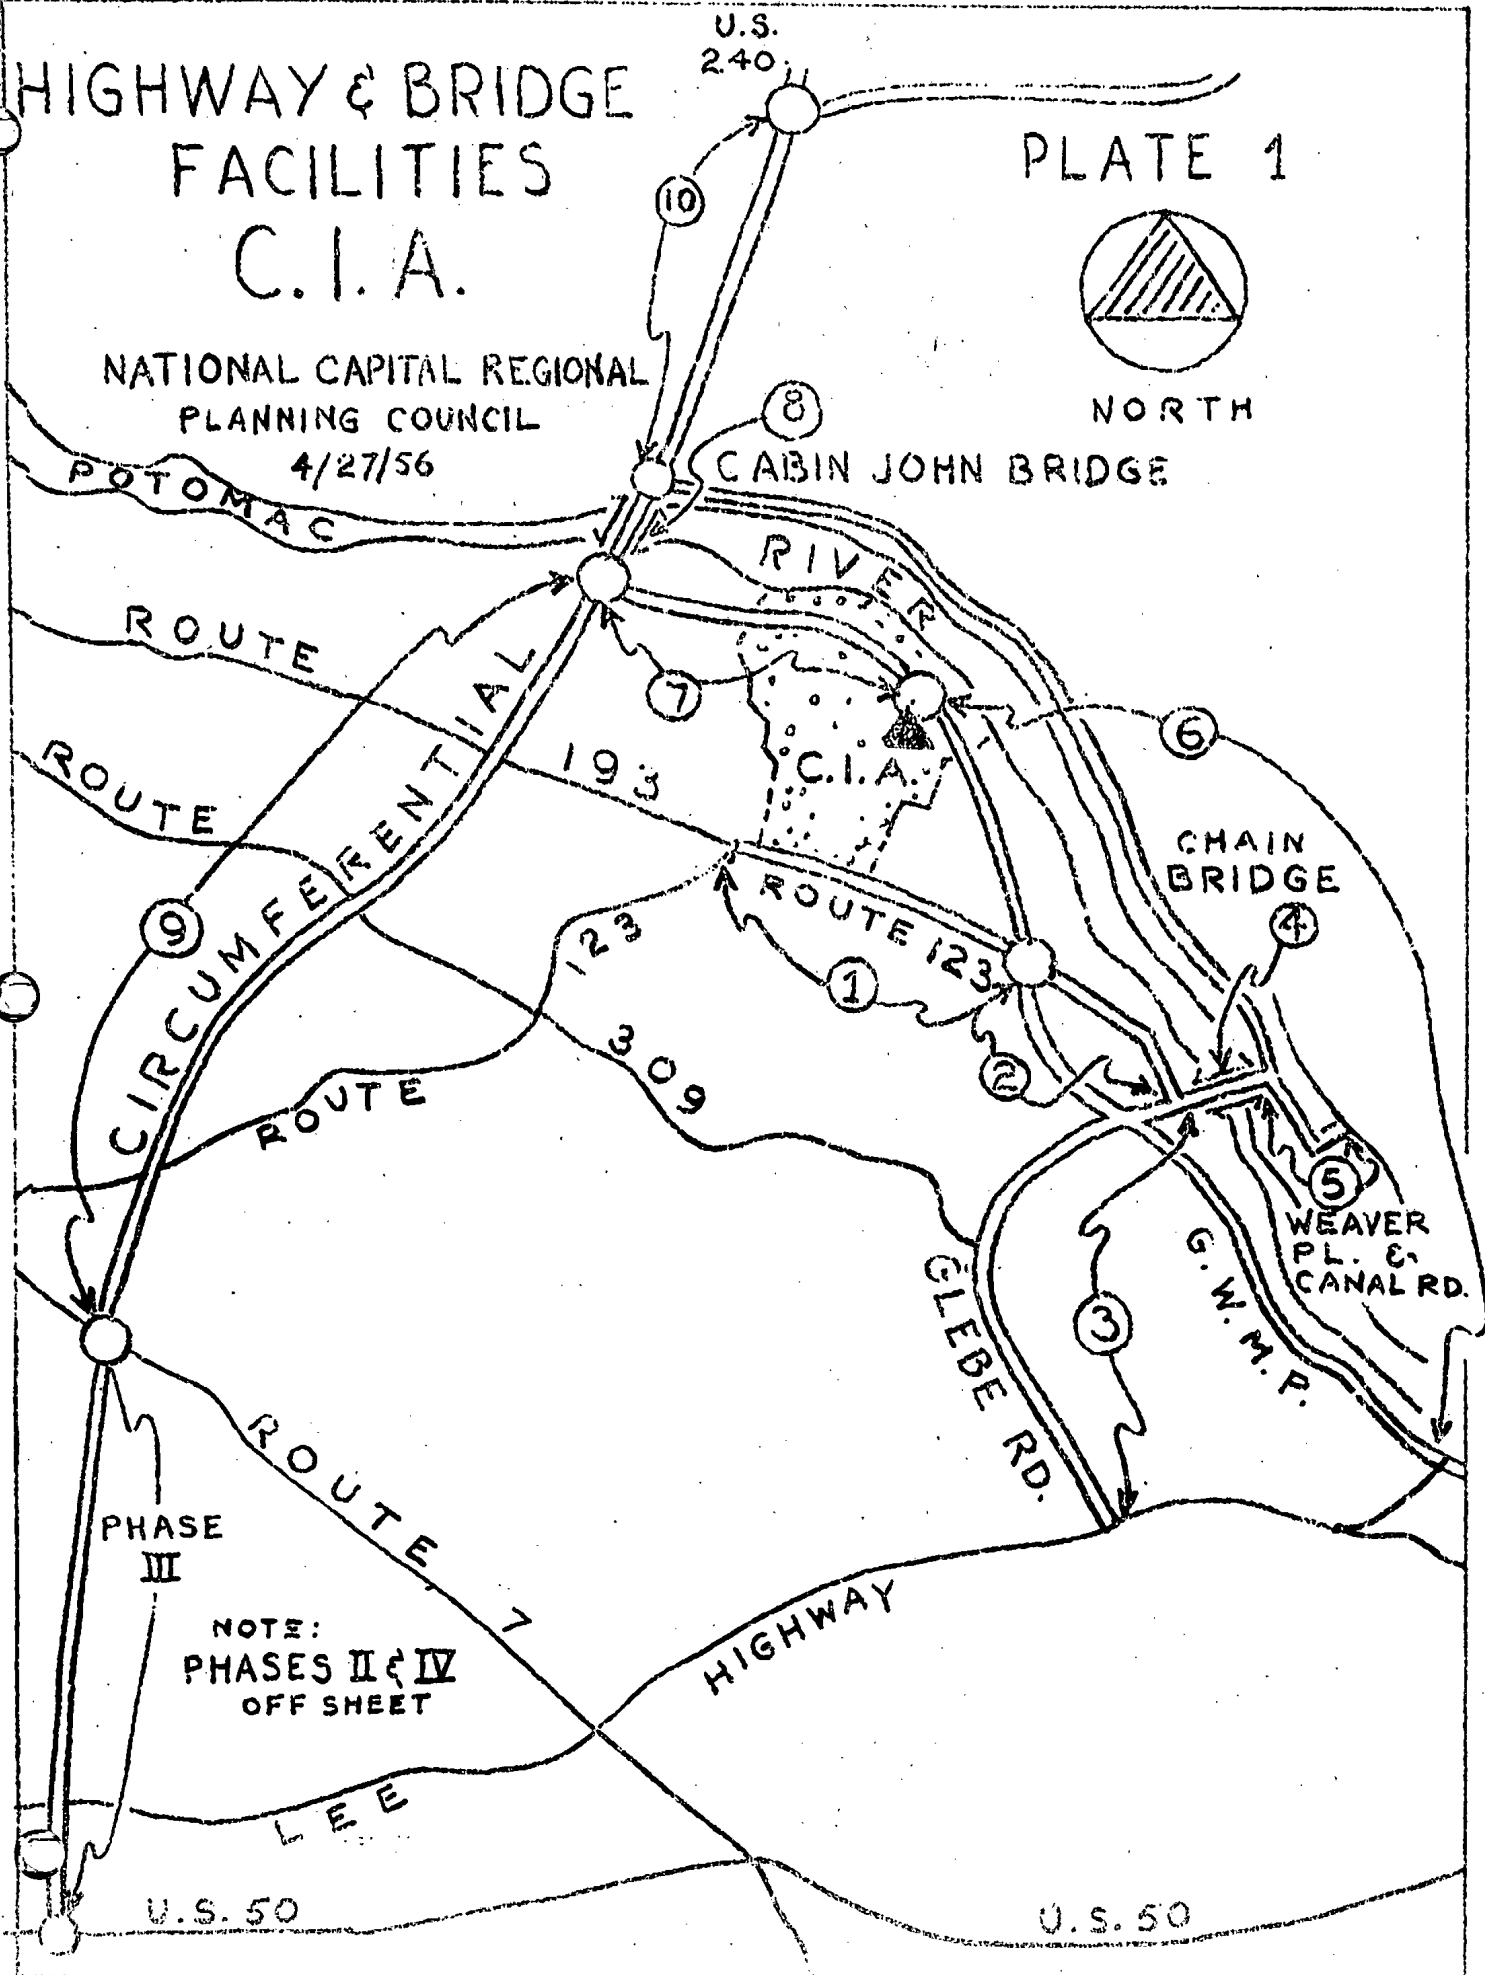 U.S.
240
HIGHWAY & BRIDGE
FACILITIES
C.I.A.
PLATE 1
10
NATIONAL CAPITAL REGIONAL
PLANNING COUNCIL
4/27/56
NORTH
8
CABIN JOHN BRIDGE
POTOMAC
RIVER
ROUTE
193
7
6
C.I.A.
ROUTE
CIRCUMFERENTIAL
9
CHAIN
BRIDGE
4
ROUTE 123
123
1
2
309
ROUTE
5
WEAVER
PL. &
CANAL RD.
G.W.M.P.
GLEBE RD.
3
ROUTE 7
PHASE
III
NOTE:
PHASES II & IV
OFF SHEET
LEE
HIGHWAY
U.S. 50
U.S. 50